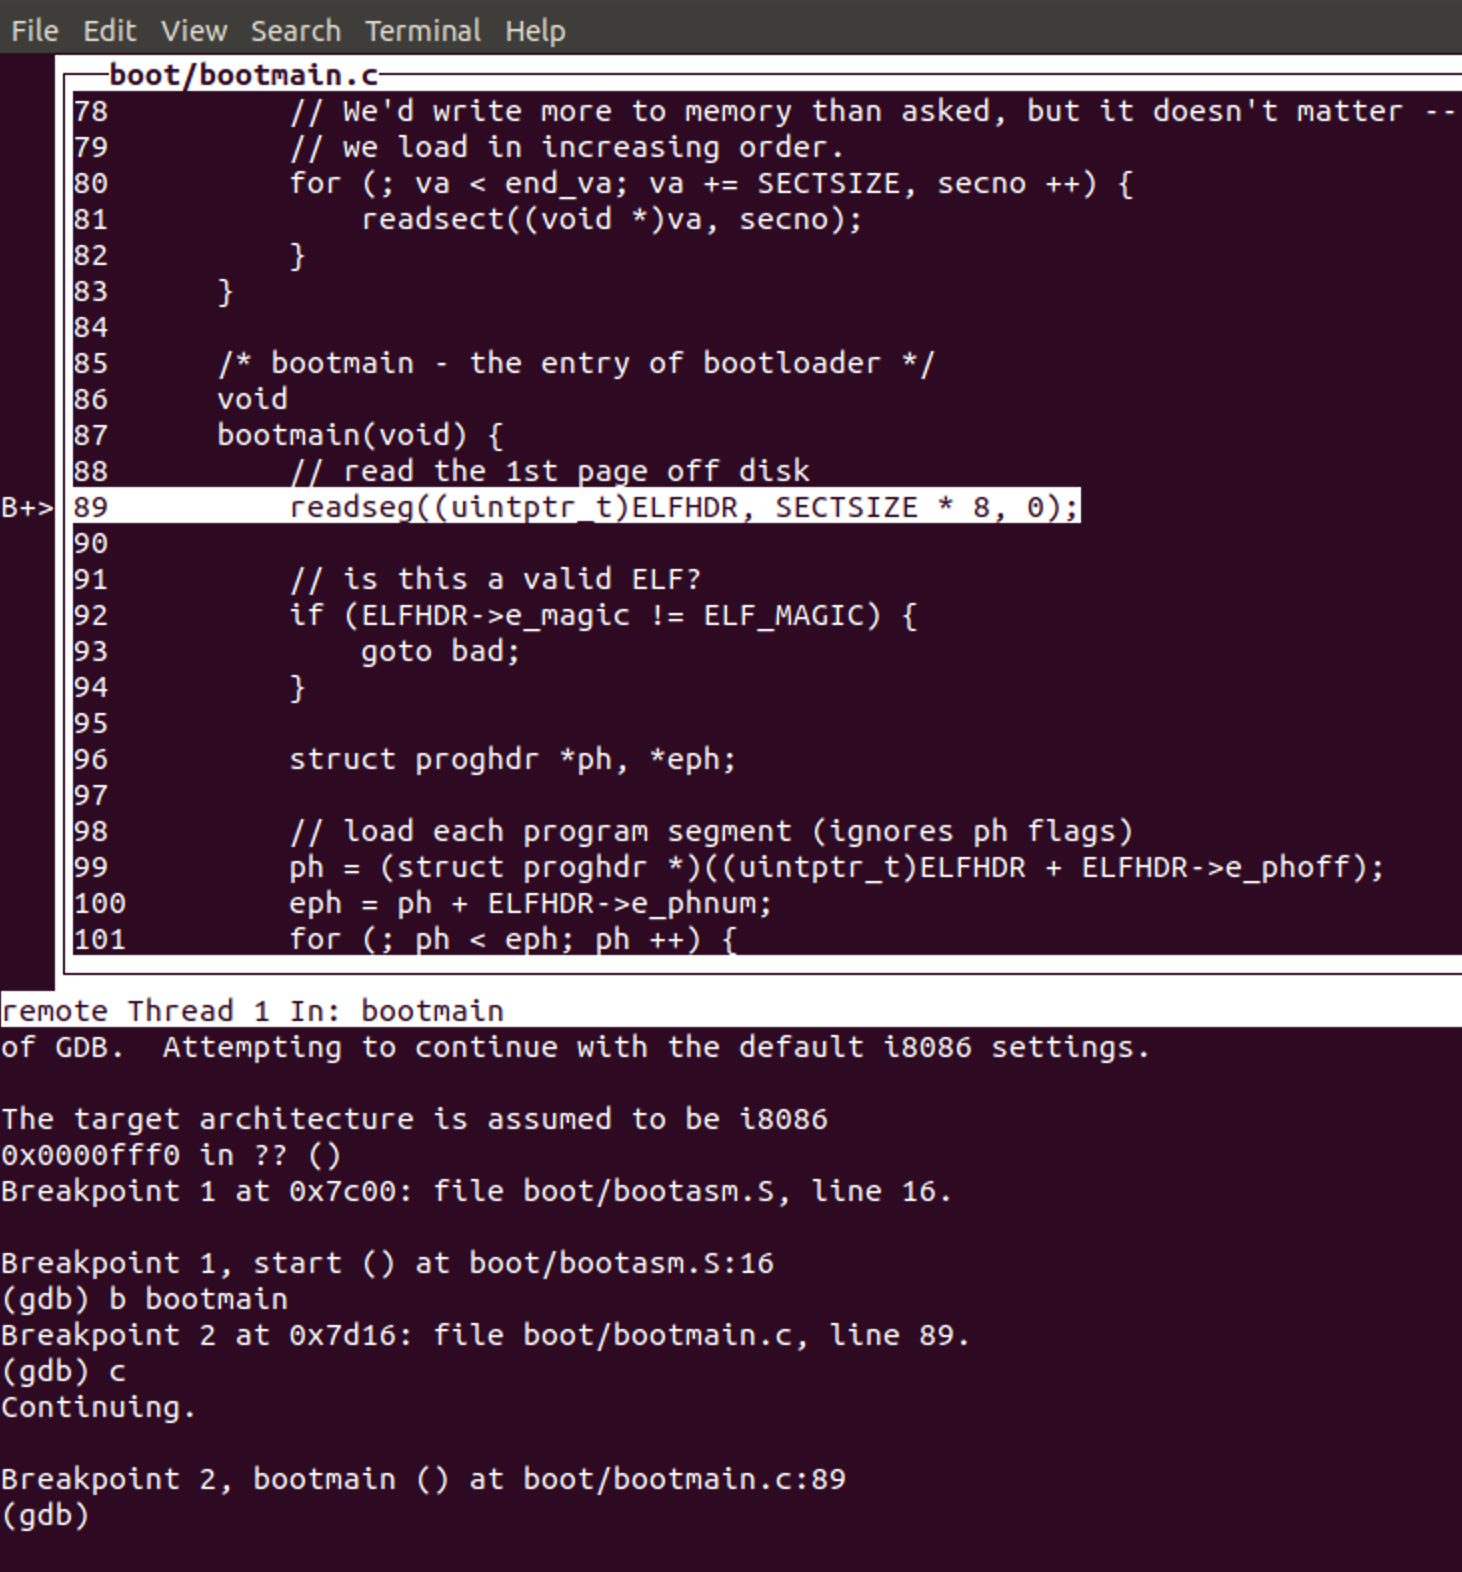 File Edit View Search Terminal Help
boot/bootmain.c
78 // We'd write more to memory than asked, but it doesn't matter --
79 // we load in increasing order.
80 for (; va < end_va; va += SECTSIZE, secno ++) {
81 readsect((void *)va, secno);
82 }
83 }
84
85 /* bootmain - the entry of bootloader */
86 void
87 bootmain(void) {
88 // read the 1st page off disk
B+> 89 readseg((uintptr_t)ELFHDR, SECTSIZE * 8, 0);
90
91 // is this a valid ELF?
92 if (ELFHDR->e_magic != ELF_MAGIC) {
93 goto bad;
94 }
95
96 struct proghdr *ph, *eph;
97
98 // load each program segment (ignores ph flags)
99 ph = (struct proghdr *)((uintptr_t)ELFHDR + ELFHDR->e_phoff);
100 eph = ph + ELFHDR->e_phnum;
101 for (; ph < eph; ph ++) {
remote Thread 1 In: bootmain
of GDB.  Attempting to continue with the default i8086 settings.
The target architecture is assumed to be i8086
0x0000fff0 in ?? ()
Breakpoint 1 at 0x7c00: file boot/bootasm.S, line 16.
Breakpoint 1, start () at boot/bootasm.S:16
(gdb) b bootmain
Breakpoint 2 at 0x7d16: file boot/bootmain.c, line 89.
(gdb) c
Continuing.
Breakpoint 2, bootmain () at boot/bootmain.c:89
(gdb)